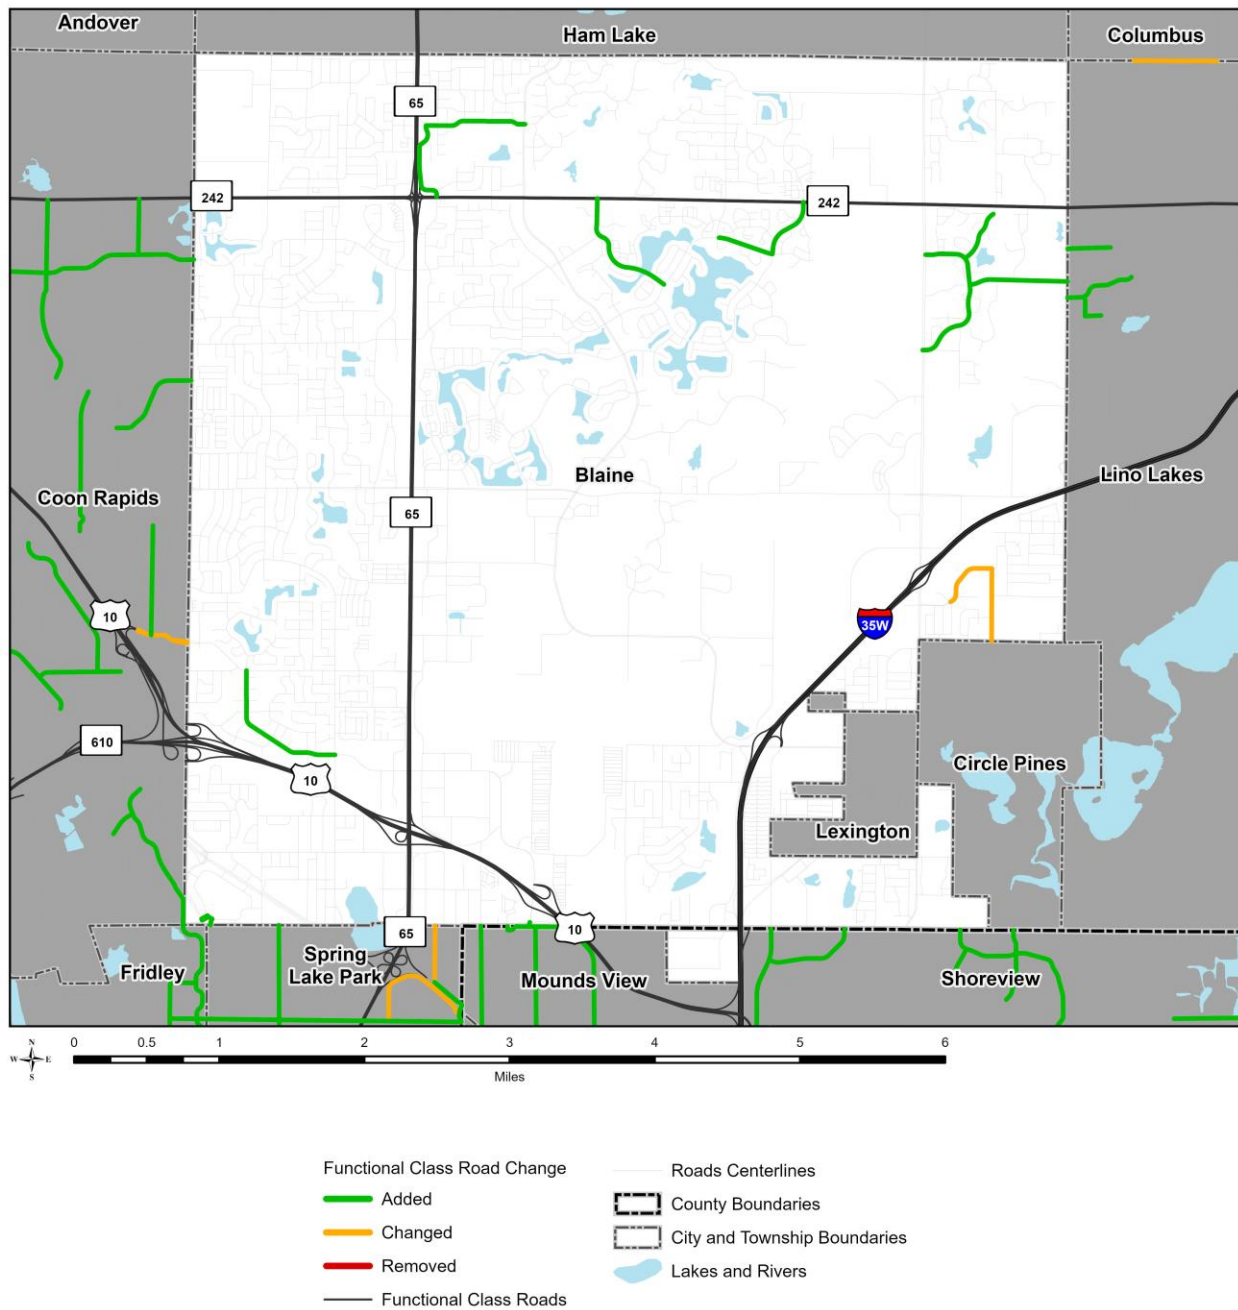 Andover
Ham Lake
Columbus
65
242
242
Blaine
Coon Rapids
Lino Lakes
65
10
35W
610
10
Circle Pines
Lexington
65
10
Spring
Lake Park
Fridley
Mounds View
Shoreview
N
W E
S
0 0.5 1 2 3 4 5 6
Miles
Functional Class Road Change
Added
Changed
Removed
Functional Class Roads
Roads Centerlines
County Boundaries
City and Township Boundaries
Lakes and Rivers